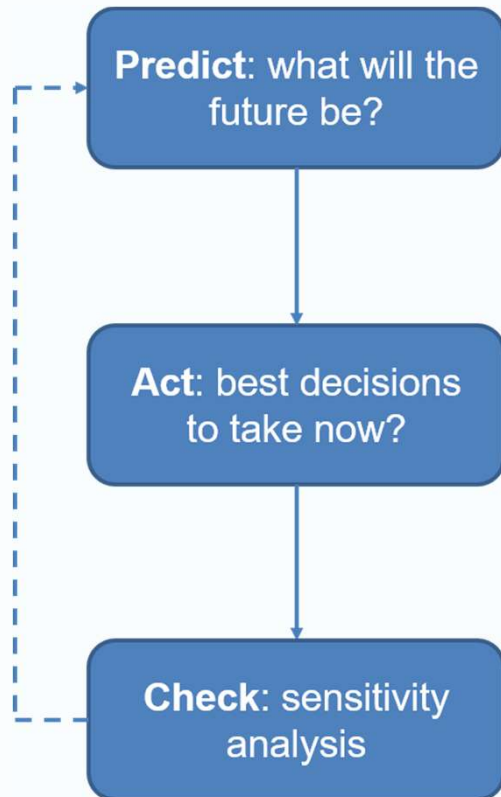 Predict: what will the
future be?
Act: best decisions
to take now?
Check: sensitivity
analysis